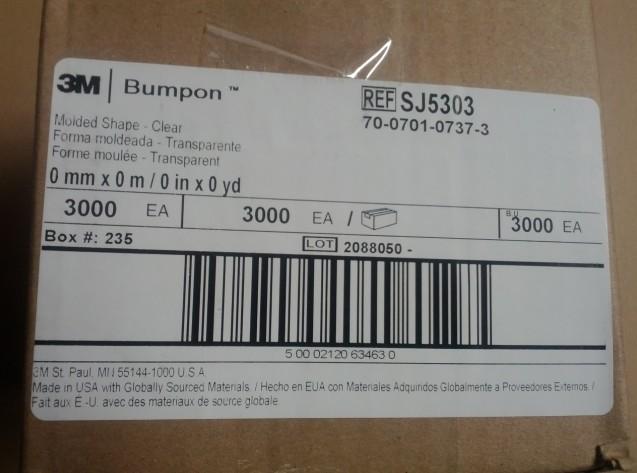 3M | Bumpon™
REF SJ5303
70-0701-0737-3
Molded Shape - Clear
Forma moldeada - Transparente
Forme moulée - Transparent
0 mm x 0 m / 0 in x 0 yd
3000 EA
3000 EA /
B.U. 3000 EA
Box #: 235
LOT 2088050 -
5 00 02120 63463 0
3M St. Paul, MN 55144-1000 U.S.A.
Made in USA with Globally Sourced Materials. / Hecho en EUA con Materiales Adquiridos Globalmente a Proveedores Externos. /
Fait aux É.-U. avec des materiaux de source globale